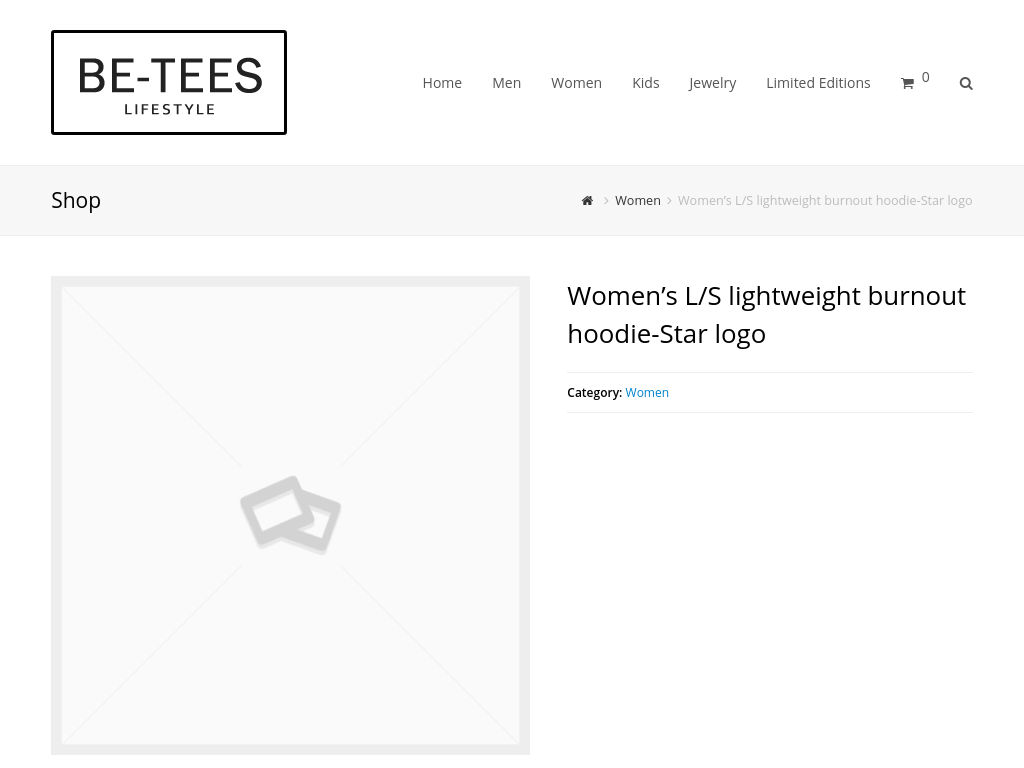 BE-TEES
LIFESTYLE
Home Men Women Kids Jewelry Limited Editions 0
Shop
Women Women’s L/S lightweight burnout hoodie-Star logo
Women’s L/S lightweight burnout
hoodie-Star logo
Category: Women